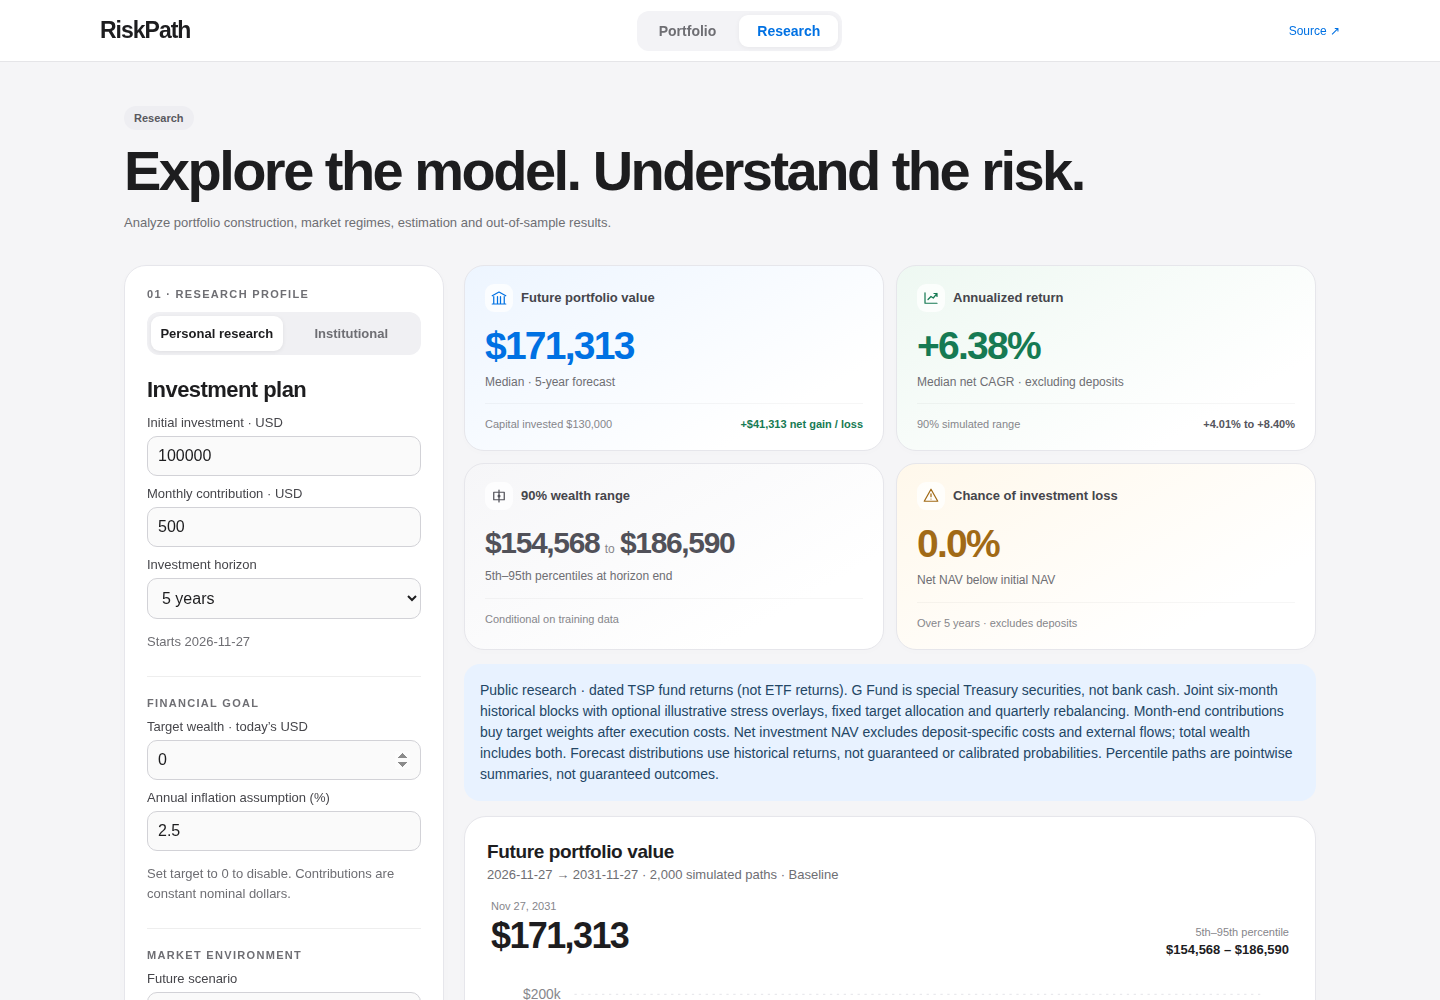 RiskPath
Portfolio
Research
Source ↗
Research
Explore the model. Understand the risk.
Analyze portfolio construction, market regimes, estimation and out-of-sample results.
01 · RESEARCH PROFILE
Personal research
Institutional
Investment plan
Initial investment · USD
100000
Monthly contribution · USD
500
Investment horizon
5 years
Starts 2026-11-27
FINANCIAL GOAL
Target wealth · today's USD
0
Annual inflation assumption (%)
2.5
Set target to 0 to disable. Contributions are
constant nominal dollars.
MARKET ENVIRONMENT
Future scenario
Future portfolio value
$171,313
Median · 5-year forecast
Capital invested $130,000
+$41,313 net gain / loss
Annualized return
+6.38%
Median net CAGR · excluding deposits
90% simulated range
+4.01% to +8.40%
90% wealth range
$154,568 to $186,590
5th–95th percentiles at horizon end
Conditional on training data
Chance of investment loss
0.0%
Net NAV below initial NAV
Over 5 years · excludes deposits
Public research · dated TSP fund returns (not ETF returns). G Fund is special Treasury securities, not bank cash. Joint six-month
historical blocks with optional illustrative stress overlays, fixed target allocation and quarterly rebalancing. Month-end contributions
buy target weights after execution costs. Net investment NAV excludes deposit-specific costs and external flows; total wealth
includes both. Forecast distributions use historical returns, not guaranteed or calibrated probabilities. Percentile paths are pointwise
summaries, not guaranteed outcomes.
Future portfolio value
2026-11-27 → 2031-11-27 · 2,000 simulated paths · Baseline
Nov 27, 2031
$171,313
5th–95th percentile
$154,568 – $186,590
$200k